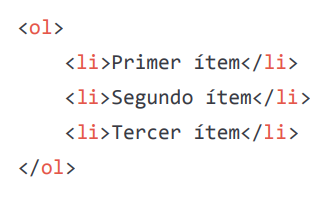 <ol>
<li>Primer ítem</li>
<li>Segundo ítem</li>
<li>Tercer ítem</li>
</ol>